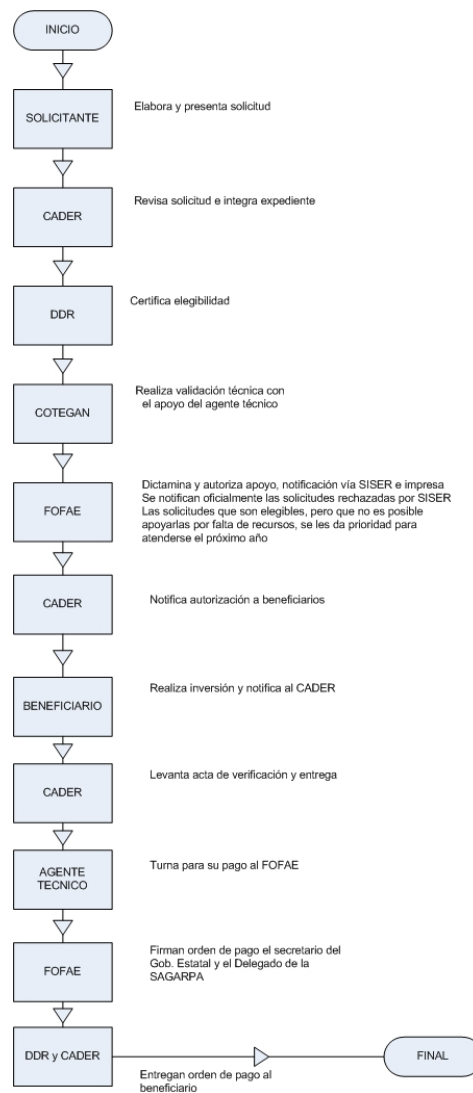 INICIO
SOLICITANTE
Elabora y presenta solicitud
CADER
Revisa solicitud e integra expediente
DDR
Certifica elegibilidad
COTEGAN
Realiza validación técnica con
el apoyo del agente técnico
FOFAE
Dictamina y autoriza apoyo, notificación vía SISER e impresa
Se notifican oficialmente las solicitudes rechazadas por SISER
Las solicitudes que son elegibles, pero que no es posible
apoyarlas por falta de recursos, se les da prioridad para
atenderse el próximo año
CADER
Notifica autorización a beneficiarios
BENEFICIARIO
Realiza inversión y notifica al CADER
CADER
Levanta acta de verificación y entrega
AGENTE
TECNICO
Turna para su pago al FOFAE
FOFAE
Firman orden de pago el secretario del
Gob. Estatal y el Delegado de la
SAGARPA
DDR y CADER
Entregan orden de pago al
beneficiario
FINAL